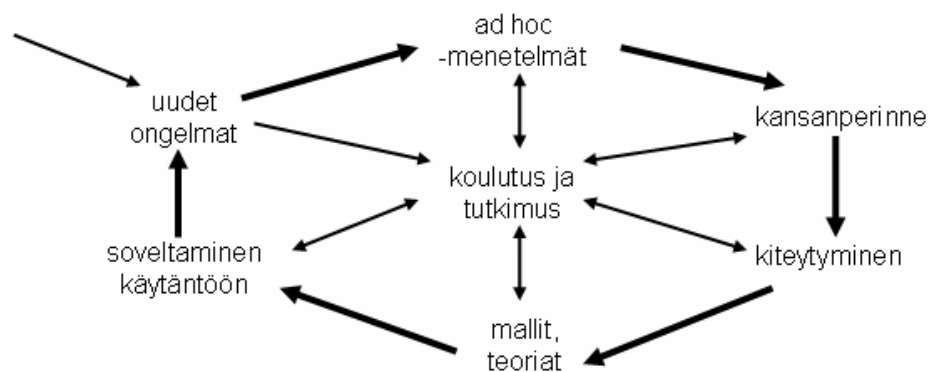 ad hoc
-menetelmät
uudet
ongelmat
kansanperinne
koulutus ja
tutkimus
soveltaminen
käytäntöön
kiteytyminen
mallit,
teoriat